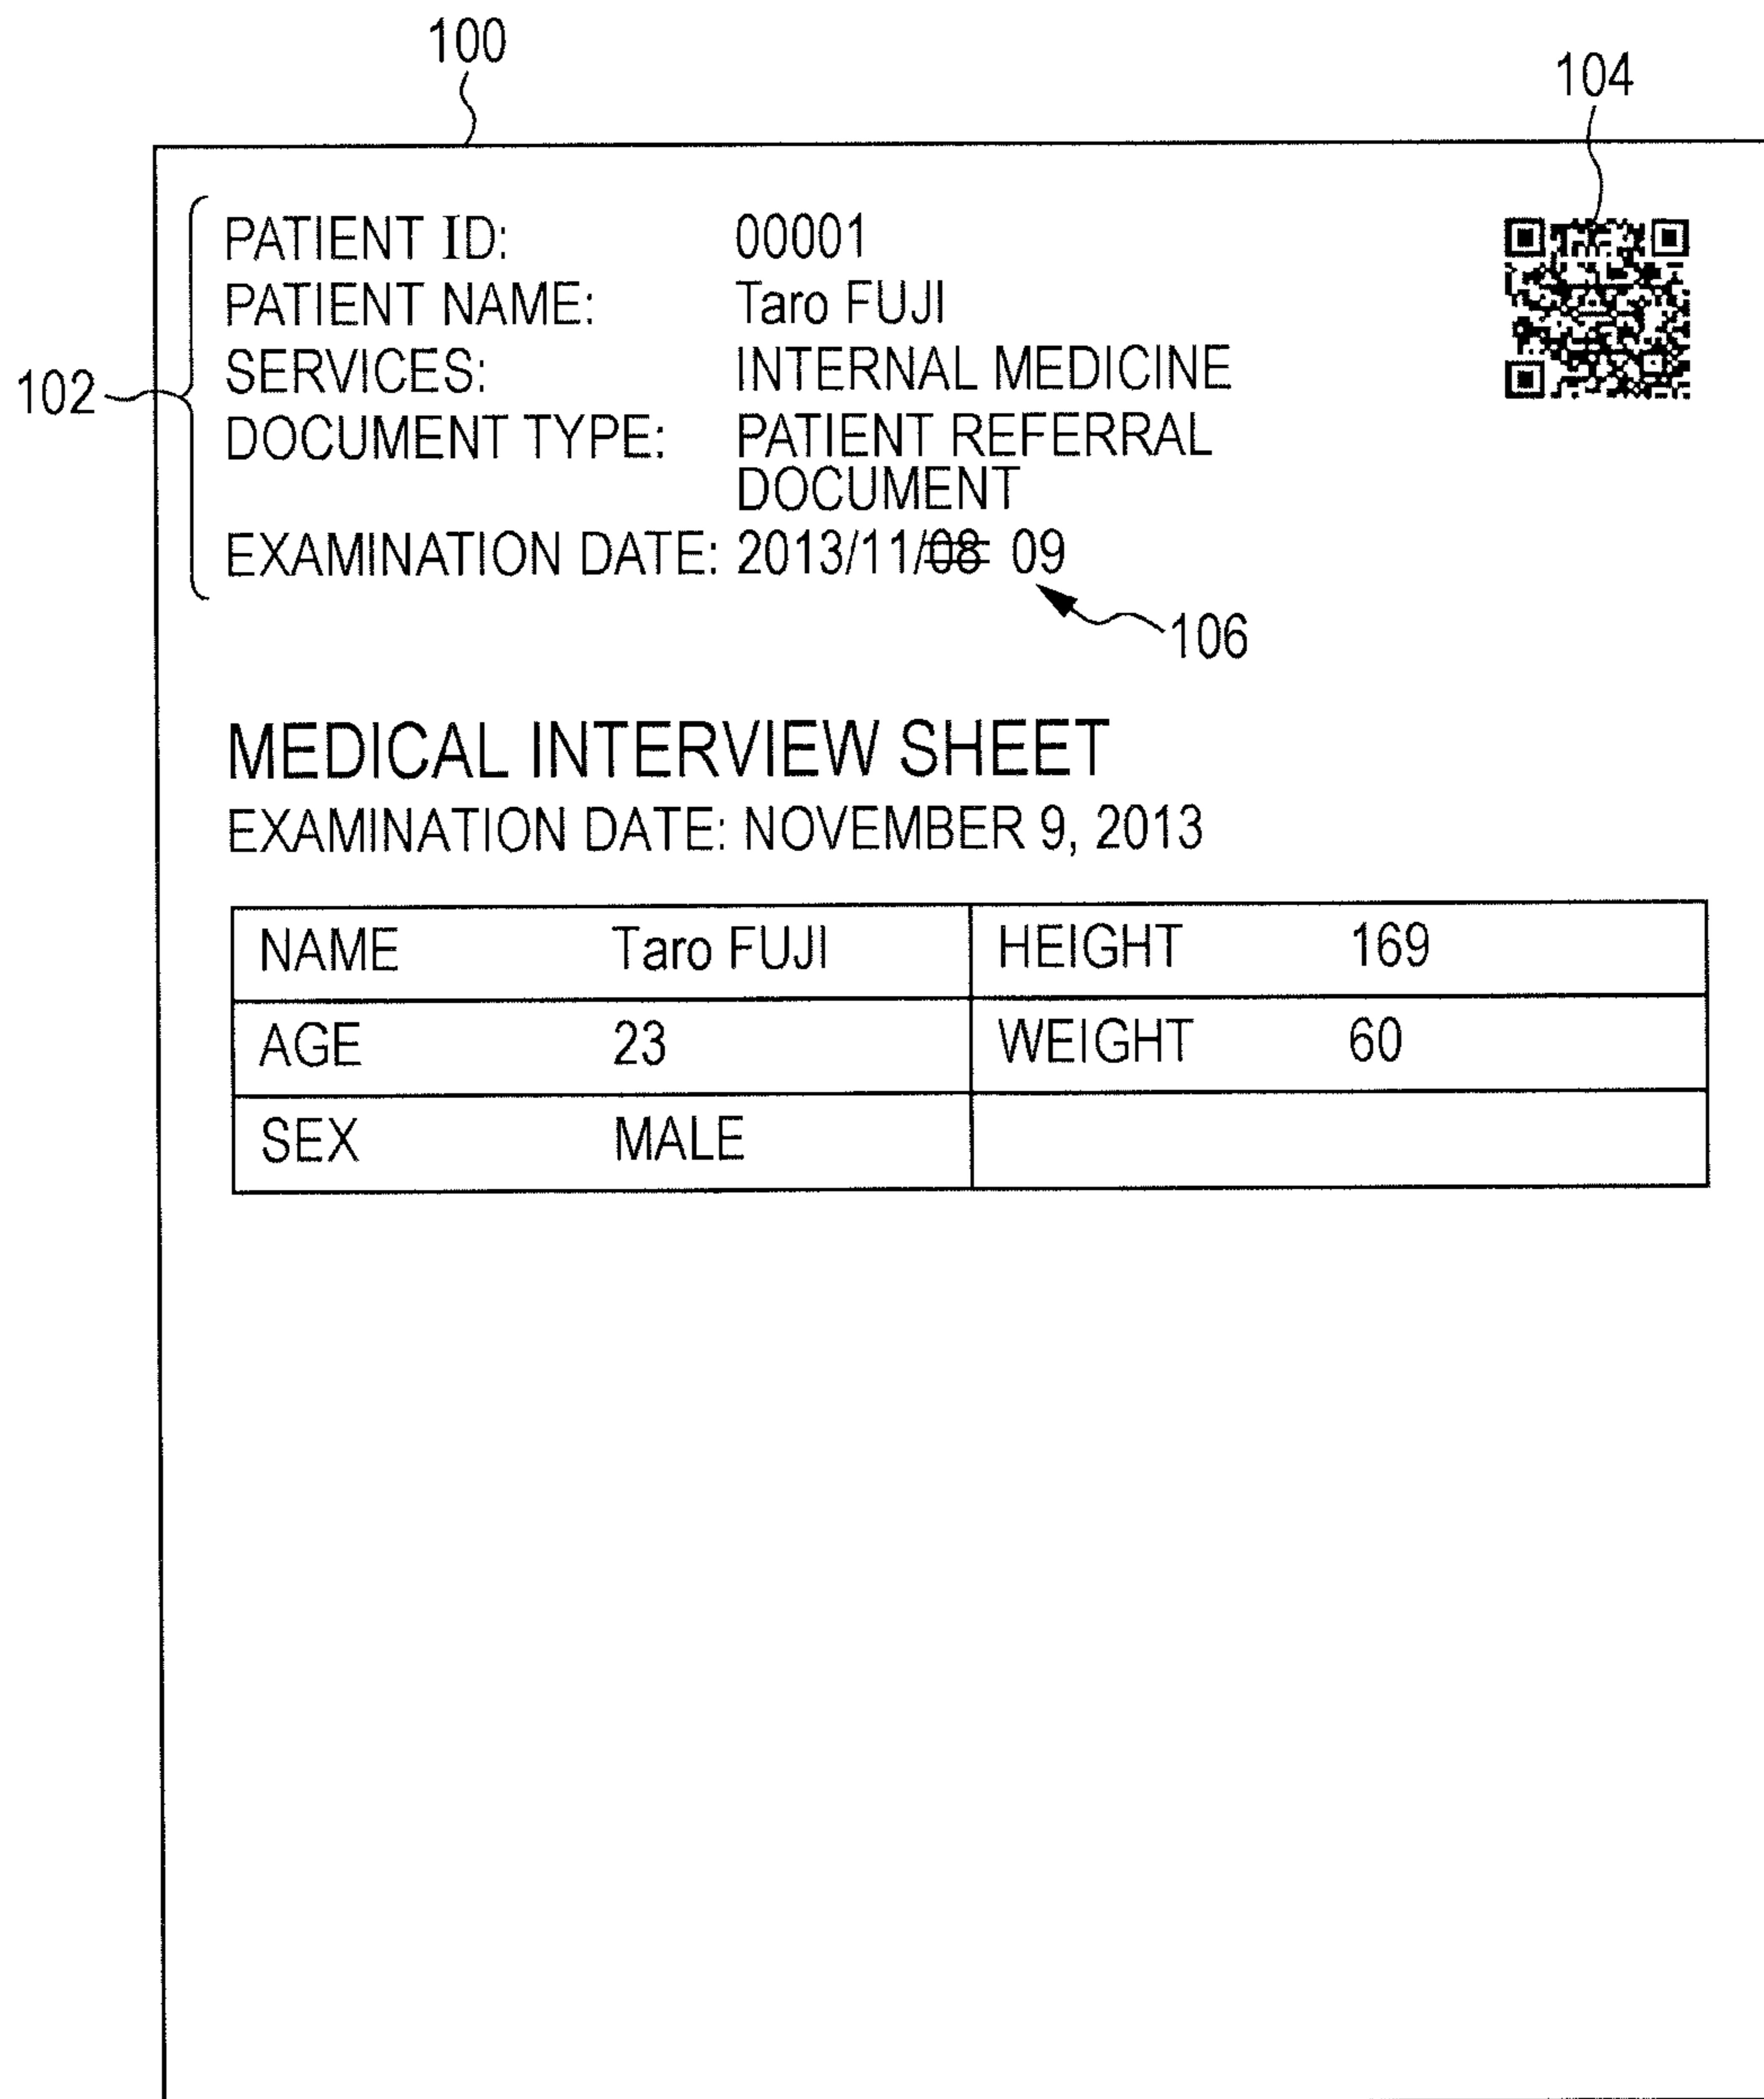 100
104
102
PATIENT ID: 00001
PATIENT NAME: Taro FUJI
SERVICES: INTERNAL MEDICINE
DOCUMENT TYPE: PATIENT REFERRAL
DOCUMENT
EXAMINATION DATE: 2013/11/08 09
106
MEDICAL INTERVIEW SHEET
EXAMINATION DATE: NOVEMBER 9, 2013
NAME Taro FUJI HEIGHT 169
AGE 23 WEIGHT 60
SEX MALE